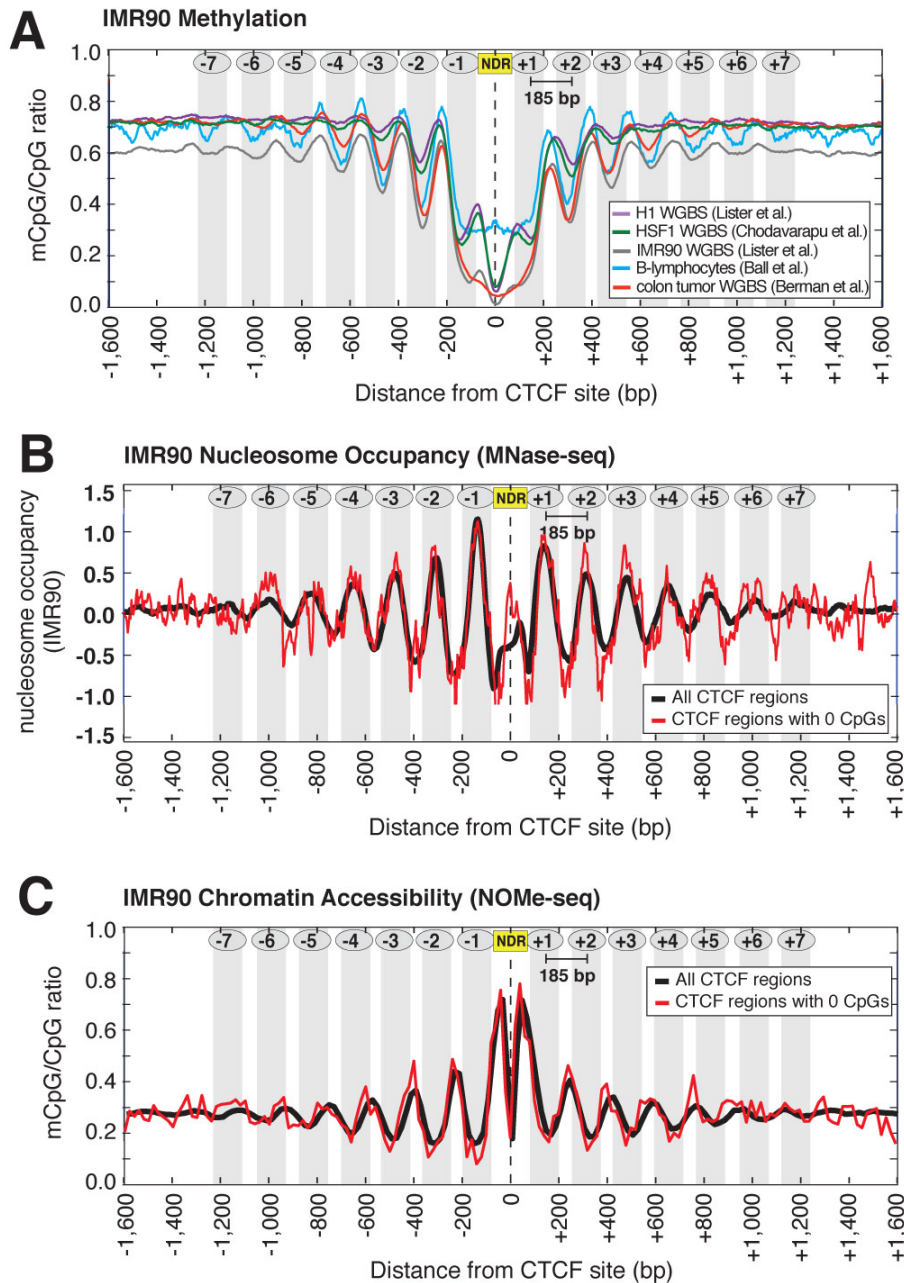 A
IMR90 Methylation
1.0
0.8
0.6
0.4
0.2
0.0
mCpG/CpG ratio
-7 -6 -5 -4 -3 -2 -1 NDR +1 +2 +3 +4 +5 +6 +7
185 bp
H1 WGBS (Lister et al.)
HSF1 WGBS (Chodavarapu et al.)
IMR90 WGBS (Lister et al.)
B-lymphocytes (Ball et al.)
colon tumor WGBS (Berman et al.)
-1,600 -1,400 -1,200 -1,000 -800 -600 -400 -200 0 +200 +400 +600 +800 +1,000 +1,200 +1,400 +1,600
Distance from CTCF site (bp)
B
IMR90 Nucleosome Occupancy (MNase-seq)
1.5
1.0
0.5
0.0
-0.5
-1.0
-1.5
nucleosome occupancy
(IMR90)
-7 -6 -5 -4 -3 -2 -1 NDR +1 +2 +3 +4 +5 +6 +7
185 bp
All CTCF regions
CTCF regions with 0 CpGs
-1,600 -1,400 -1,200 -1,000 -800 -600 -400 -200 0 +200 +400 +600 +800 +1,000 +1,200 +1,400 +1,600
Distance from CTCF site (bp)
C
IMR90 Chromatin Accessibility (NOMe-seq)
1.0
0.8
0.6
0.4
0.2
0.0
mCpG/CpG ratio
-7 -6 -5 -4 -3 -2 -1 NDR +1 +2 +3 +4 +5 +6 +7
185 bp
All CTCF regions
CTCF regions with 0 CpGs
-1,600 -1,400 -1,200 -1,000 -800 -600 -400 -200 0 +200 +400 +600 +800 +1,000 +1,200 +1,400 +1,600
Distance from CTCF site (bp)